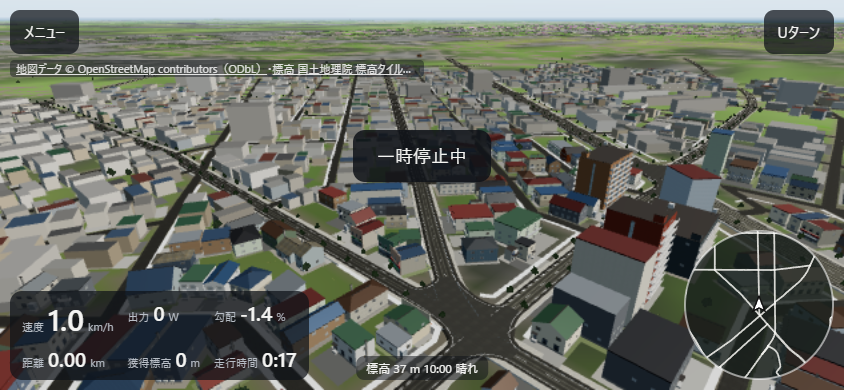 メニュー
Uターン
地図データ © OpenStreetMap contributors（ODbL）・標高 国土地理院 標高タイル...
一時停止中
速度 1.0 km/h 出力 0 W 勾配 -1.4 %
距離 0.00 km 獲得標高 0 m 走行時間 0:17
標高 37 m 10:00 晴れ